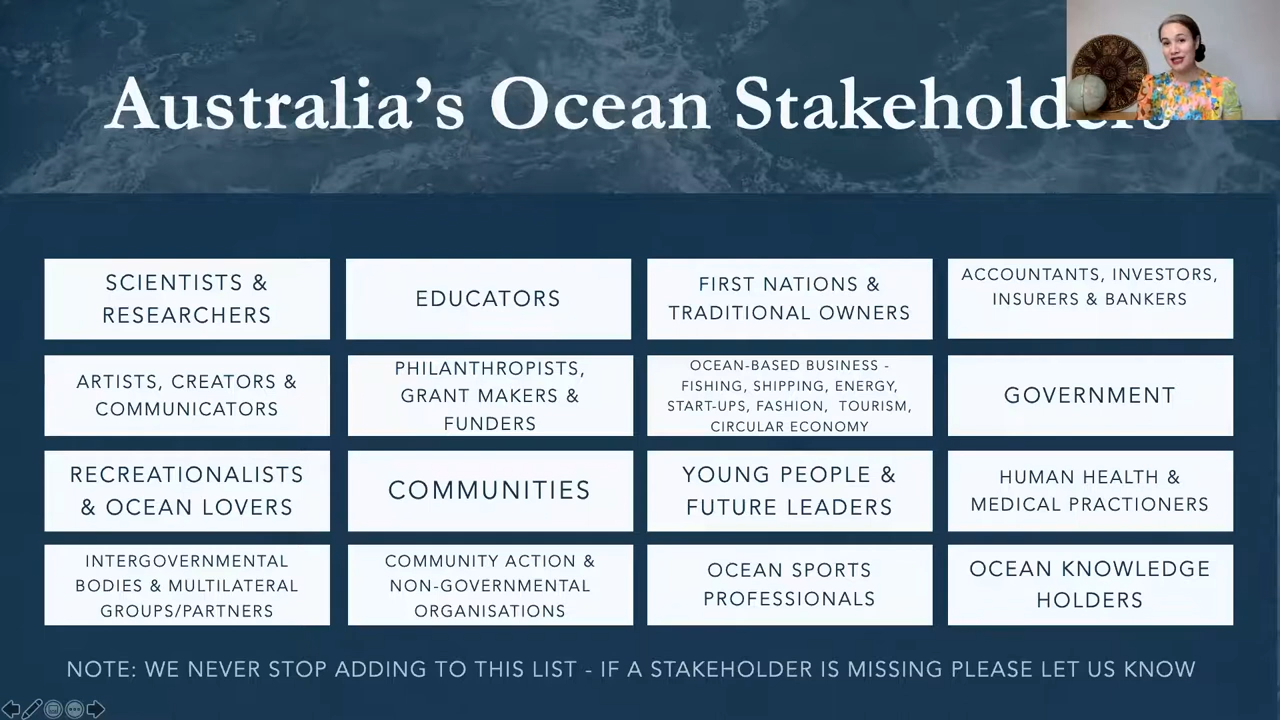 Australia's Ocean Stakeholders
SCIENTISTS &
RESEARCHERS
EDUCATORS
FIRST NATIONS &
TRADITIONAL OWNERS
ACCOUNTANTS, INVESTORS,
INSURERS & BANKERS
ARTISTS, CREATORS &
COMMUNICATORS
PHILANTHROPISTS,
GRANT MAKERS &
FUNDERS
OCEAN-BASED BUSINESS -
FISHING, SHIPPING, ENERGY,
START-UPS, FASHION, TOURISM,
CIRCULAR ECONOMY
GOVERNMENT
RECREATIONALISTS
& OCEAN LOVERS
COMMUNITIES
YOUNG PEOPLE &
FUTURE LEADERS
HUMAN HEALTH &
MEDICAL PRACTIONERS
INTERGOVERNMENTAL
BODIES & MULTILATERAL
GROUPS/PARTNERS
COMMUNITY ACTION &
NON-GOVERNMENTAL
ORGANISATIONS
OCEAN SPORTS
PROFESSIONALS
OCEAN KNOWLEDGE
HOLDERS
NOTE: WE NEVER STOP ADDING TO THIS LIST - IF A STAKEHOLDER IS MISSING PLEASE LET US KNOW